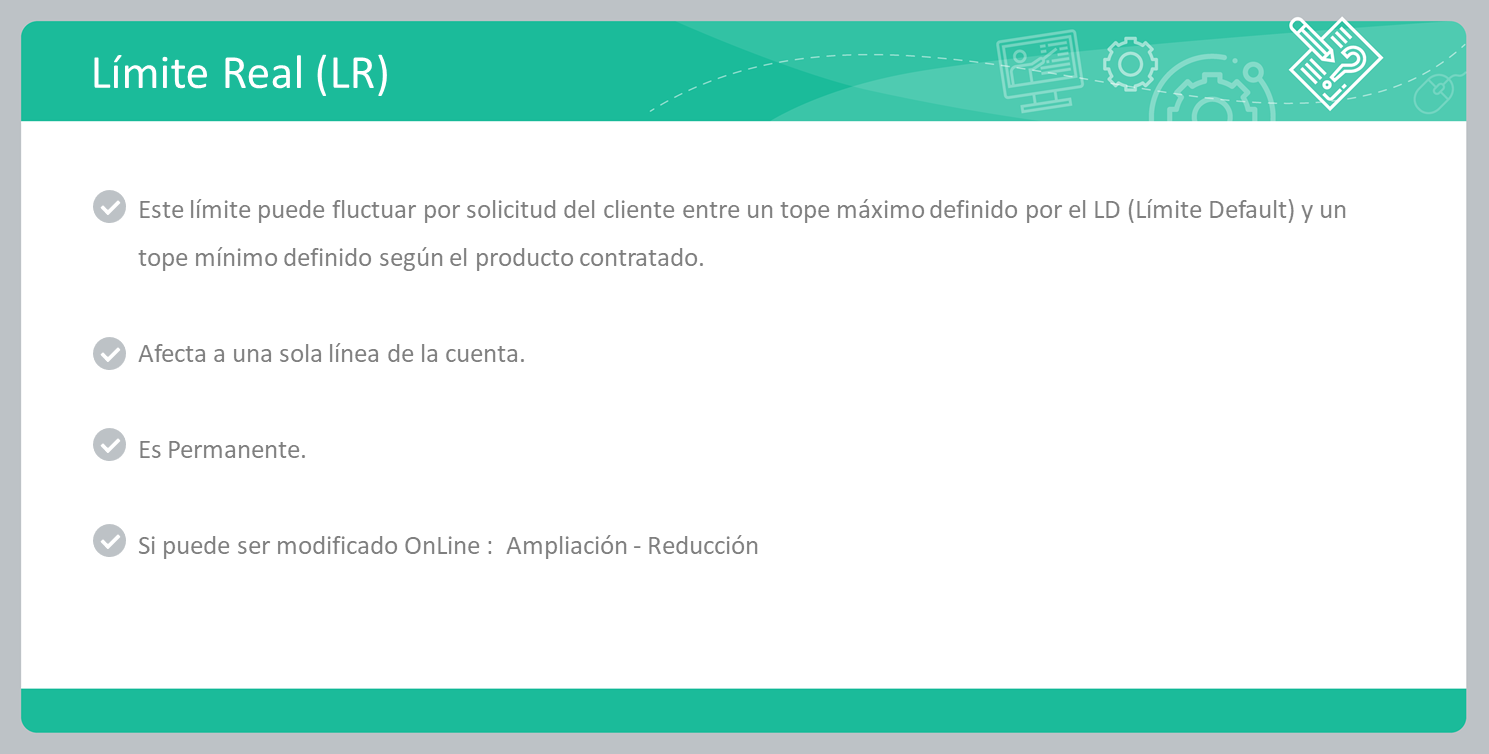 Límite Real (LR)
Este límite puede fluctuar por solicitud del cliente entre un tope máximo definido por el LD (Límite Default) y un
tope mínimo definido según el producto contratado.
Afecta a una sola línea de la cuenta.
Es Permanente.
Si puede ser modificado OnLine :  Ampliación - Reducción